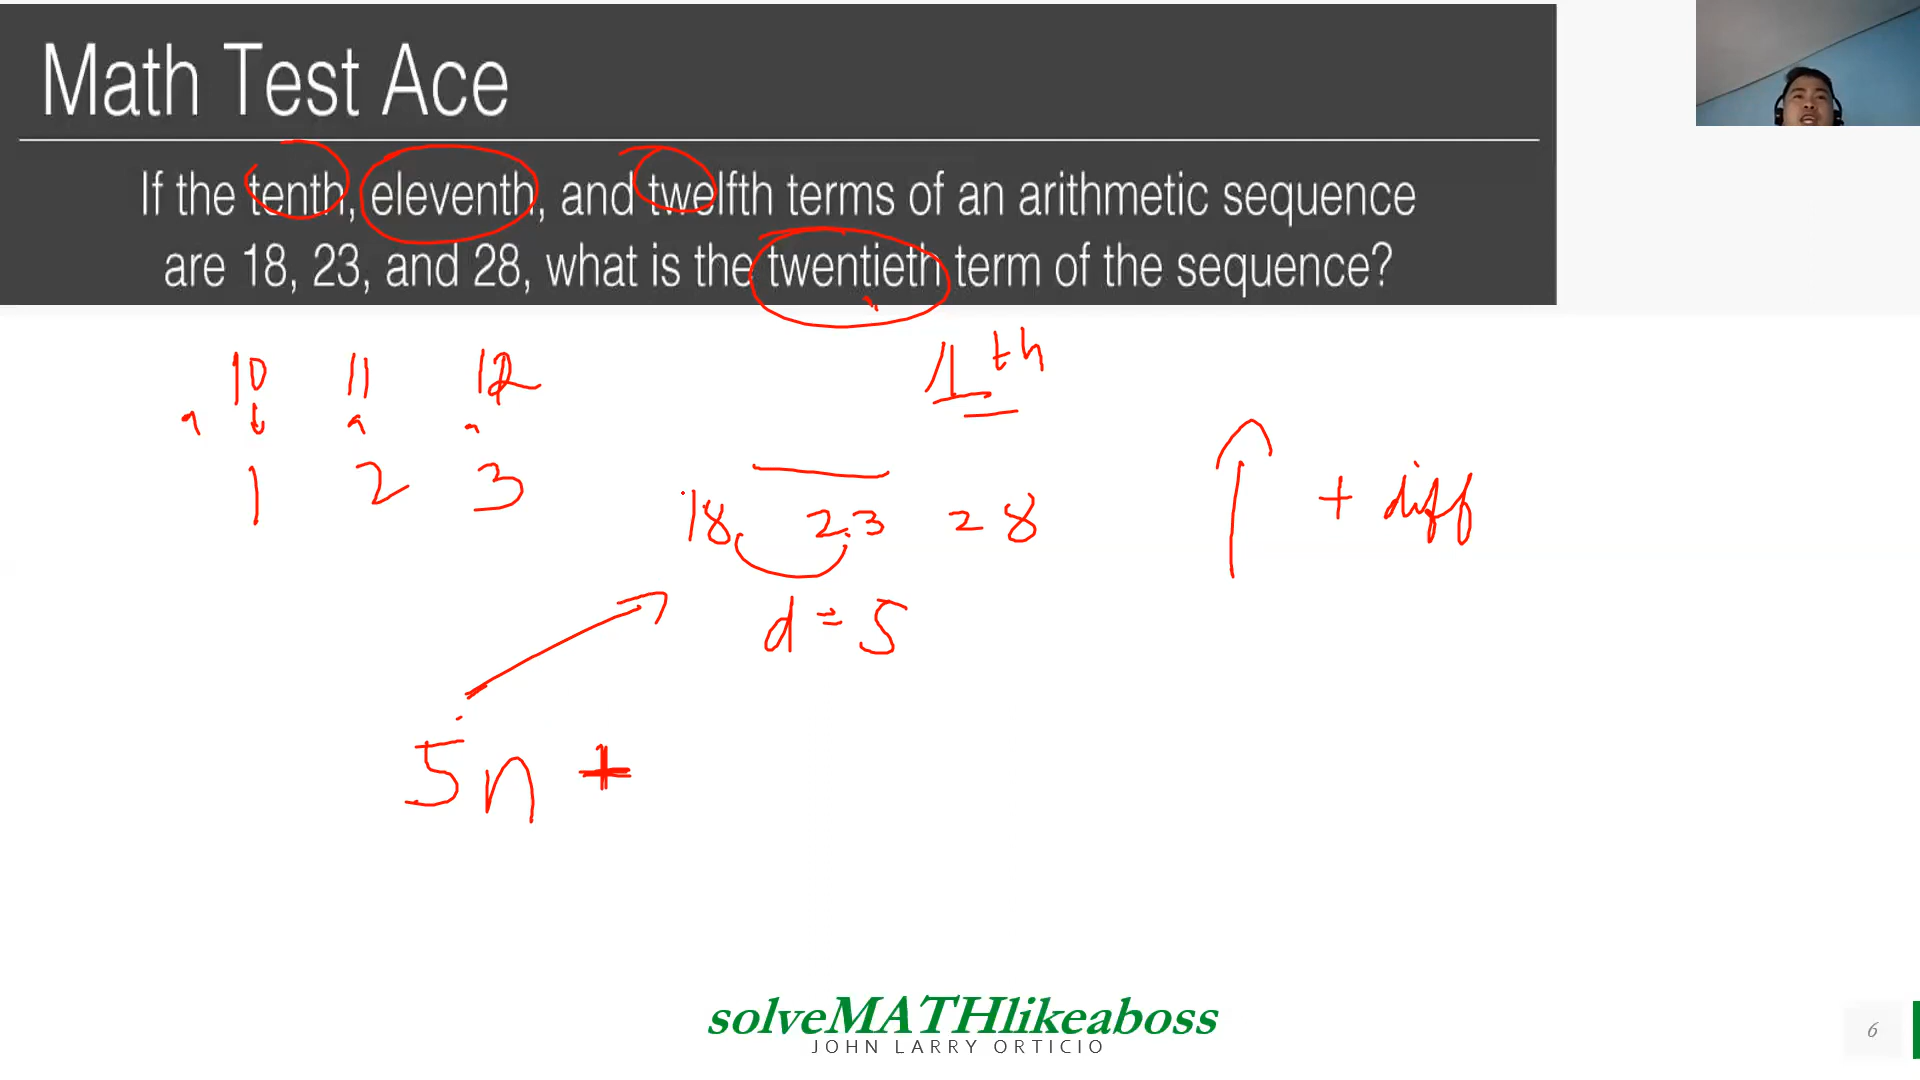 Math Test Ace
If the tenth, eleventh, and twelfth terms of an arithmetic sequence
are 18, 23, and 28, what is the twentieth term of the sequence?
10 11 12
1 2 3
th
18 23 28
+ diff
d = 5
5n +
solveMATHlikeaboss
JOHN LARRY ORTICIO
6